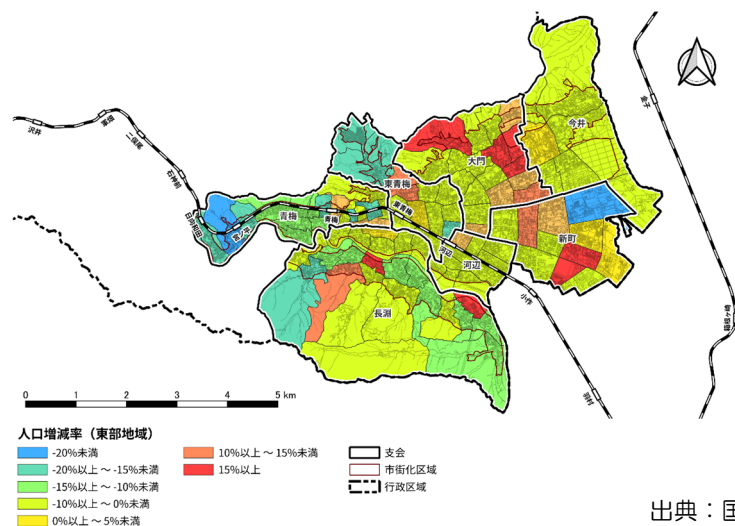 沢井
軍畑
二俣尾
石神前
日向和田
宮ノ平
青梅
青梅
東青梅
東青梅
大門
今井
金子
新町
河辺
河辺
長淵
小作
羽村
箱根ケ崎
0 1 2 3 4 5 km
人口増減率（東部地域）
-20%未満
-20%以上 ～ -15%未満
-15%以上 ～ -10%未満
-10%以上 ～ 0%未満
0%以上 ～ 5%未満
10%以上 ～ 15%未満
15%以上
支会
市街化区域
行政区域
出典：国